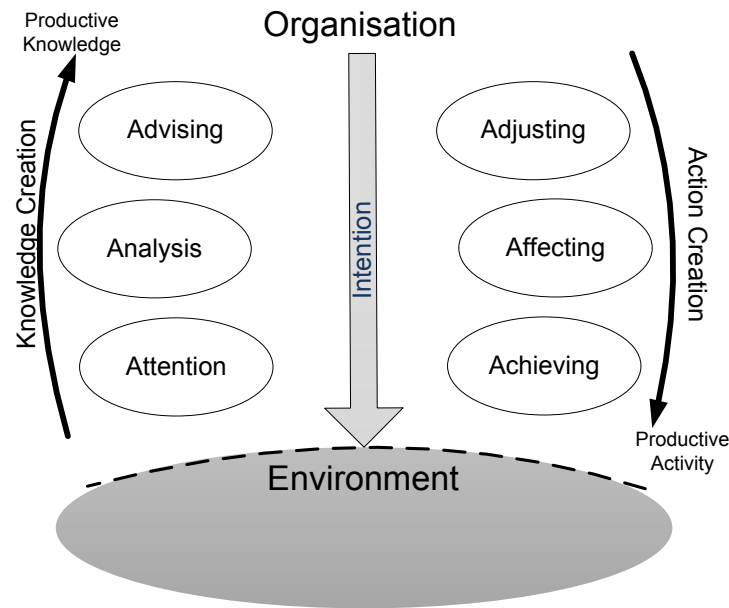 Productive
Knowledge
Organisation
Advising
Adjusting
Knowledge Creation
Intention
Action Creation
Analysis
Affecting
Attention
Achieving
Productive
Activity
Environment